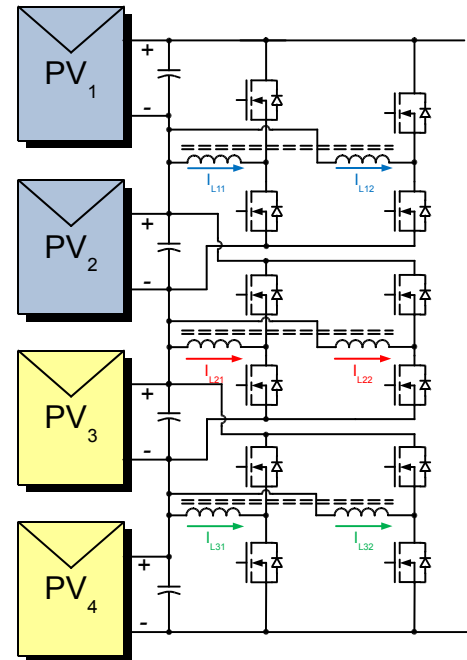 PV1
+
-
IL11
IL12
PV2
+
-
IL21
IL22
PV3
+
-
IL31
IL32
PV4
+
-